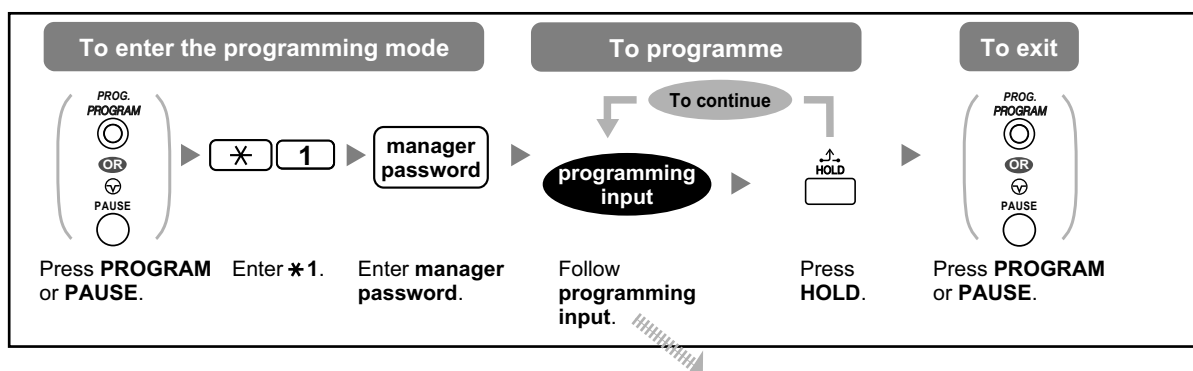 To enter the programming mode
To programme
To exit
PROG.
PROGRAM
OR
PAUSE
✳ 1
manager
password
To continue
programming
input
HOLD
PROG.
PROGRAM
OR
PAUSE
Press PROGRAM
or PAUSE.
Enter ✳1.
Enter manager
password.
Follow
programming
input.
Press
HOLD.
Press PROGRAM
or PAUSE.